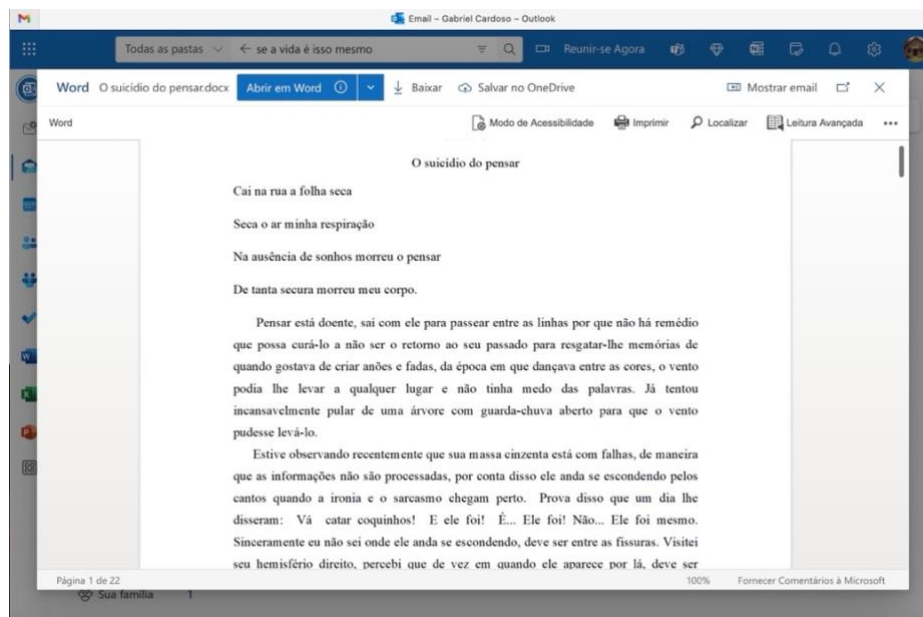 Email – Gabriel Cardoso – Outlook
Todas as pastas
se a vida é isso mesmo
Reunir-se Agora
Word
O suicidio do pensar.docx
Abrir em Word
Baixar
Salvar no OneDrive
Mostrar email
Word
Modo de Acessibilidade
Imprimir
Localizar
Leitura Avançada
O suicídio do pensar
Cai na rua a folha seca
Seca o ar minha respiração
Na ausência de sonhos morreu o pensar
De tanta secura morreu meu corpo.
Pensar está doente, sai com ele para passear entre as linhas por que não há remédio
que possa curá-lo a não ser o retorno ao seu passado para resgatar-lhe memórias de
quando gostava de criar anões e fadas, da época em que dançava entre as cores, o vento
podia lhe levar a qualquer lugar e não tinha medo das palavras. Já tentou
incansavelmente pular de uma árvore com guarda-chuva aberto para que o vento
pudesse levá-lo.
Estive observando recentemente que sua massa cinzenta está com falhas, de maneira
que as informações não são processadas, por conta disso ele anda se escondendo pelos
cantos quando a ironia e o sarcasmo chegam perto. Prova disso que um dia lhe
disseram: Vá catar coquinhos! E ele foi! É... Ele foi! Não... Ele foi mesmo.
Sinceramente eu não sei onde ele anda se escondendo, deve ser entre as fissuras. Visitei
seu hemisfério direito, percebi que de vez em quando ele aparece por lá, deve ser
Página 1 de 22
100%
Fornecer Comentários à Microsoft
Sua família
1